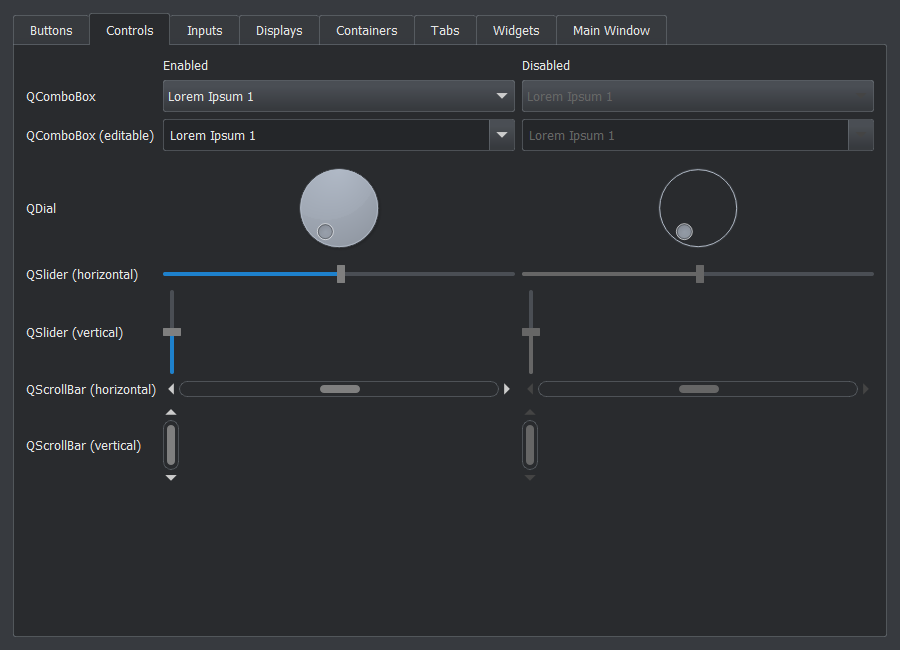 Buttons Controls Inputs Displays Containers Tabs Widgets Main Window
Enabled Disabled
QComboBox Lorem Ipsum 1 Lorem Ipsum 1
QComboBox (editable) Lorem Ipsum 1 Lorem Ipsum 1
QDial
QSlider (horizontal)
QSlider (vertical)
QScrollBar (horizontal)
QScrollBar (vertical)